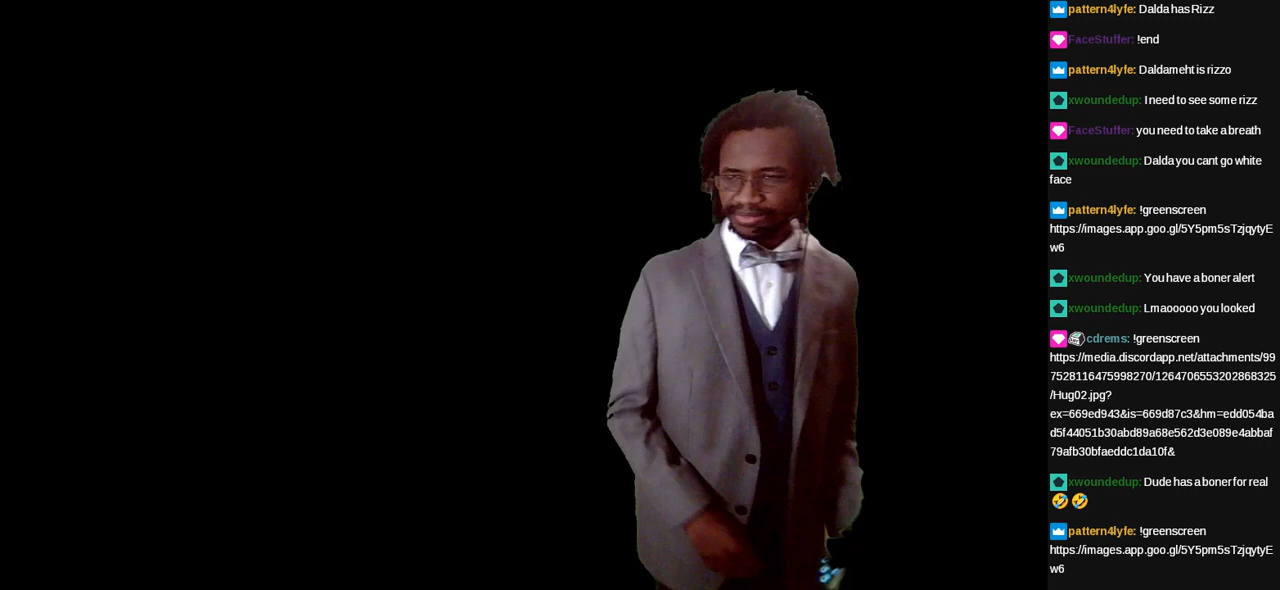 pattern4lyfe: Dalda has Rizz
FaceStuffer: !end
pattern4lyfe: Daldameht is rizzo
xwoundedup: I need to see some rizz
FaceStuffer: you need to take a breath
xwoundedup: Dalda you cant go white
face
pattern4lyfe: !greenscreen
https://images.app.goo.gl/5Y5pm5sTzjqytyE
w6
xwoundedup: You have a boner alert
xwoundedup: Lmaooooo you looked
cdrems: !greenscreen
https://media.discordapp.net/attachments/99
7528116475998270/1264706553202868325
/Hug02.jpg?
ex=669ed943&is=669d87c3&hm=edd054ba
d5f44051b30abd89a68e562d3e089e4abbaf
79afb30bfaeddc1da10f&
xwoundedup: Dude has a boner for real
🤣 🤣
pattern4lyfe: !greenscreen
https://images.app.goo.gl/5Y5pm5sTzjqytyE
w6